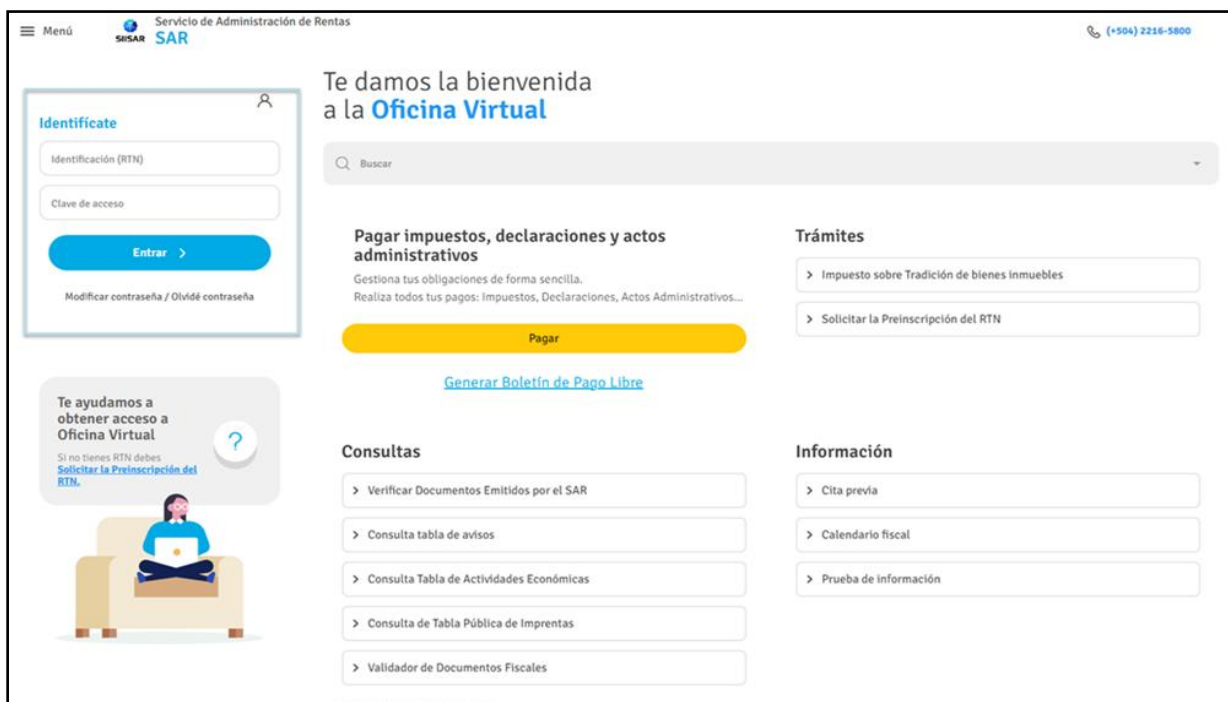 Menú
SIISAR
Servicio de Administración de Rentas
SAR
(+504) 2216-5800
Identifícate
Identificación (RTN)
Clave de acceso
Entrar
Modificar contraseña / Olvidé contraseña
Te ayudamos a
obtener acceso a
Oficina Virtual
?
Si no tienes RTN debes
Solicitar la Preinscripción del
RTN.
Te damos la bienvenida
a la Oficina Virtual
Buscar
Pagar impuestos, declaraciones y actos
administrativos
Gestiona tus obligaciones de forma sencilla.
Realiza todos tus pagos: Impuestos, Declaraciones, Actos Administrativos...
Pagar
Generar Boletín de Pago Libre
Trámites
Impuesto sobre Tradición de bienes inmuebles
Solicitar la Preinscripción del RTN
Consultas
Verificar Documentos Emitidos por el SAR
Consulta tabla de avisos
Consulta Tabla de Actividades Económicas
Consulta de Tabla Pública de Imprentas
Validador de Documentos Fiscales
Información
Cita previa
Calendario fiscal
Prueba de información